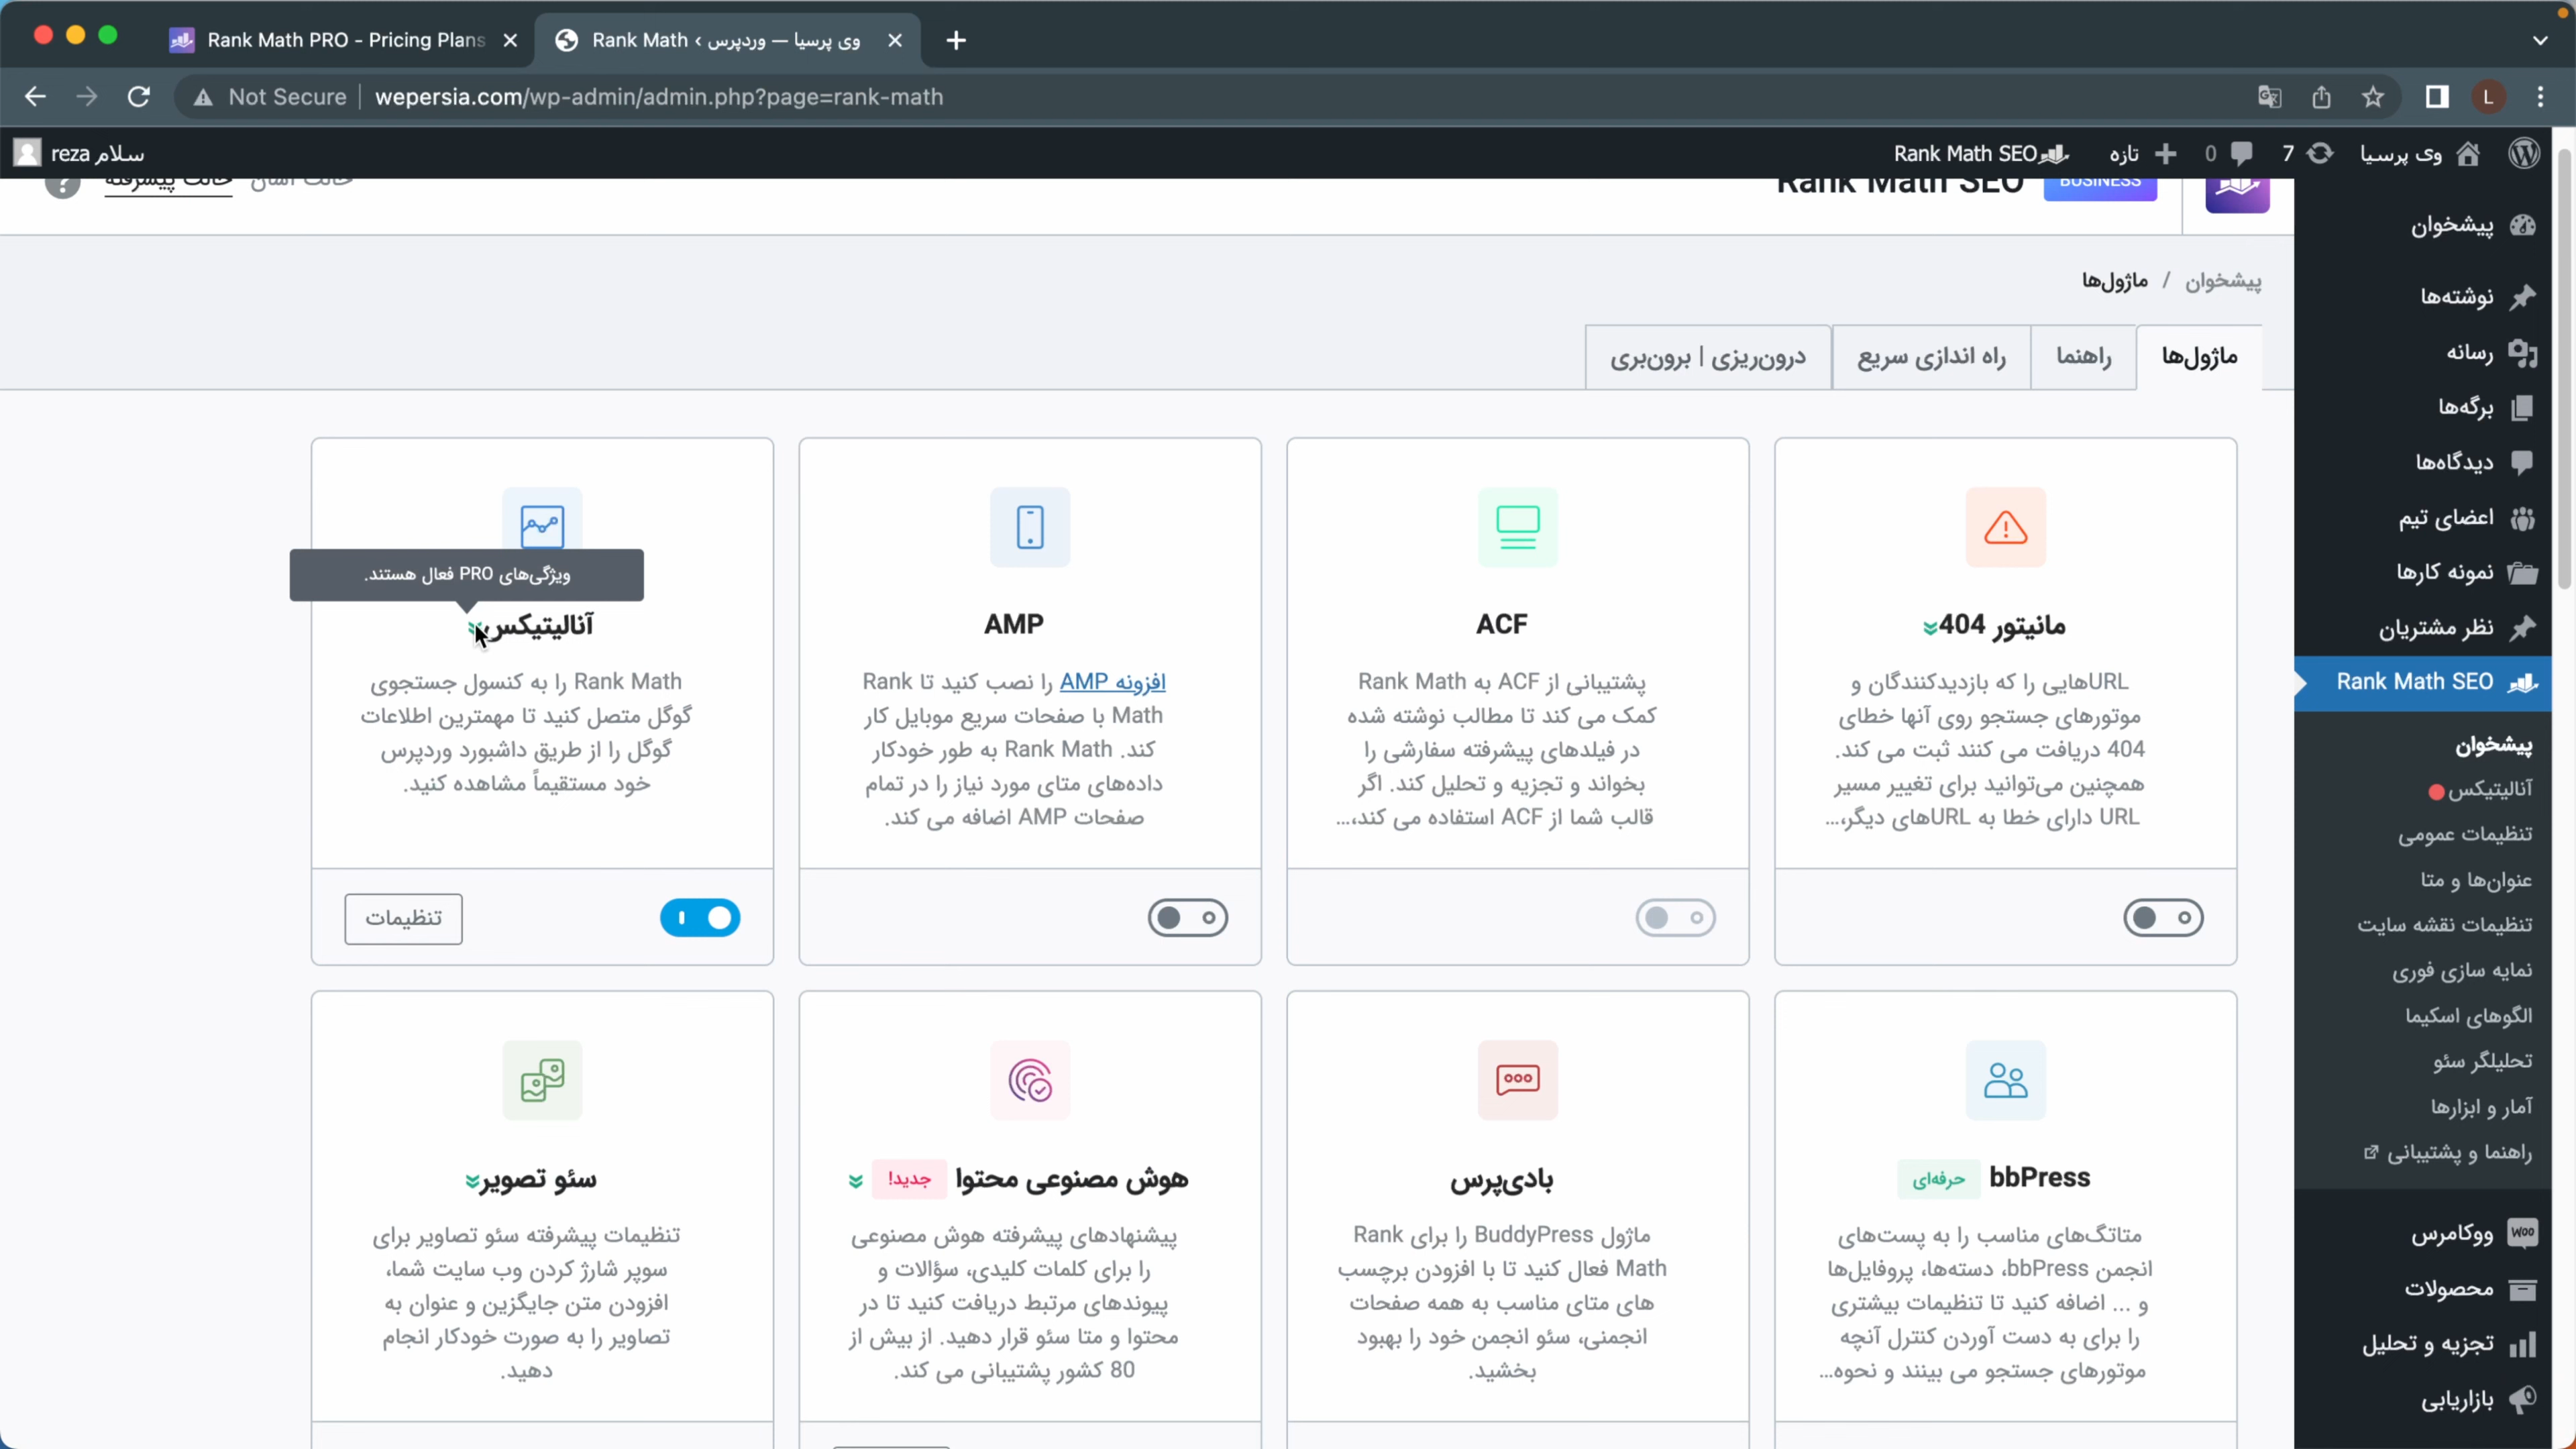 Rank Math PRO - Pricing Plans
Rank Math ‹ وی پرسیا — وردپرس
Not Secure
wepersia.com/wp-admin/admin.php?page=rank-math
L
وی پرسیا
7
0
تازه
Rank Math SEO
سلام reza
Rank Math SEO
BUSINESS
حالت آسان
حالت پیشرفته
?
پیشخوان / ماژول‌ها
ماژول‌ها
راهنما
راه اندازی سریع
درون‌ریزی | برون‌بری
مانیتور 404
URLهایی را که بازدیدکنندگان و
موتورهای جستجو روی آنها خطای
404 دریافت می کنند ثبت می کند.
همچنین می‌توانید برای تغییر مسیر
URL دارای خطا به URLهای دیگر،...
ACF
پشتیبانی از ACF به Rank Math
کمک می کند تا مطالب نوشته شده
در فیلدهای پیشرفته سفارشی را
بخواند و تجزیه و تحلیل کند. اگر
قالب شما از ACF استفاده می کند،...
AMP
افزونه AMP را نصب کنید تا Rank
Math با صفحات سریع موبایل کار
کند. Rank Math به طور خودکار
داده‌های متای مورد نیاز را در تمام
صفحات AMP اضافه می کند.
ویژگی‌های PRO فعال هستند.
آنالیتیکس
Rank Math را به کنسول جستجوی
گوگل متصل کنید تا مهمترین اطلاعات
گوگل را از طریق داشبورد وردپرس
خود مستقیماً مشاهده کنید.
تنظیمات
bbPress حرفه‌ای
متاتگ‌های مناسب را به پست‌های
انجمن bbPress، دسته‌ها، پروفایل‌ها
و ... اضافه کنید تا تنظیمات بیشتری
را برای به دست آوردن کنترل آنچه
موتورهای جستجو می بینند و نحوه...
بادی‌پرس
ماژول BuddyPress را برای Rank
Math فعال کنید تا با افزودن برچسب
های متای مناسب به همه صفحات
انجمنی، سئو انجمن خود را بهبود
بخشید.
هوش مصنوعی محتوا جدید!
پیشنهادهای پیشرفته هوش مصنوعی
را برای کلمات کلیدی، سؤالات و
پیوندهای مرتبط دریافت کنید تا در
محتوا و متا سئو قرار دهید. از بیش از
80 کشور پشتیبانی می کند.
سئو تصویر
تنظیمات پیشرفته سئو تصاویر برای
سوپر شارژ کردن وب سایت شما،
افزودن متن جایگزین و عنوان به
تصاویر را به صورت خودکار انجام
دهید.
پیشخوان
نوشته‌ها
رسانه
برگه‌ها
دیدگاه‌ها
اعضای تیم
نمونه کارها
نظر مشتریان
Rank Math SEO
پیشخوان
آنالیتیکس
تنظیمات عمومی
عنوان‌ها و متا
تنظیمات نقشه سایت
نمایه سازی فوری
الگوهای اسکیما
تحلیلگر سئو
آمار و ابزارها
راهنما و پشتیبانی
ووکامرس
محصولات
تجزیه و تحلیل
بازاریابی